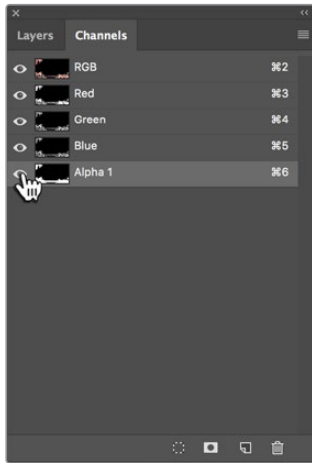 Layers Channels
RGB ⌘2
Red ⌘3
Green ⌘4
Blue ⌘5
Alpha 1 ⌘6